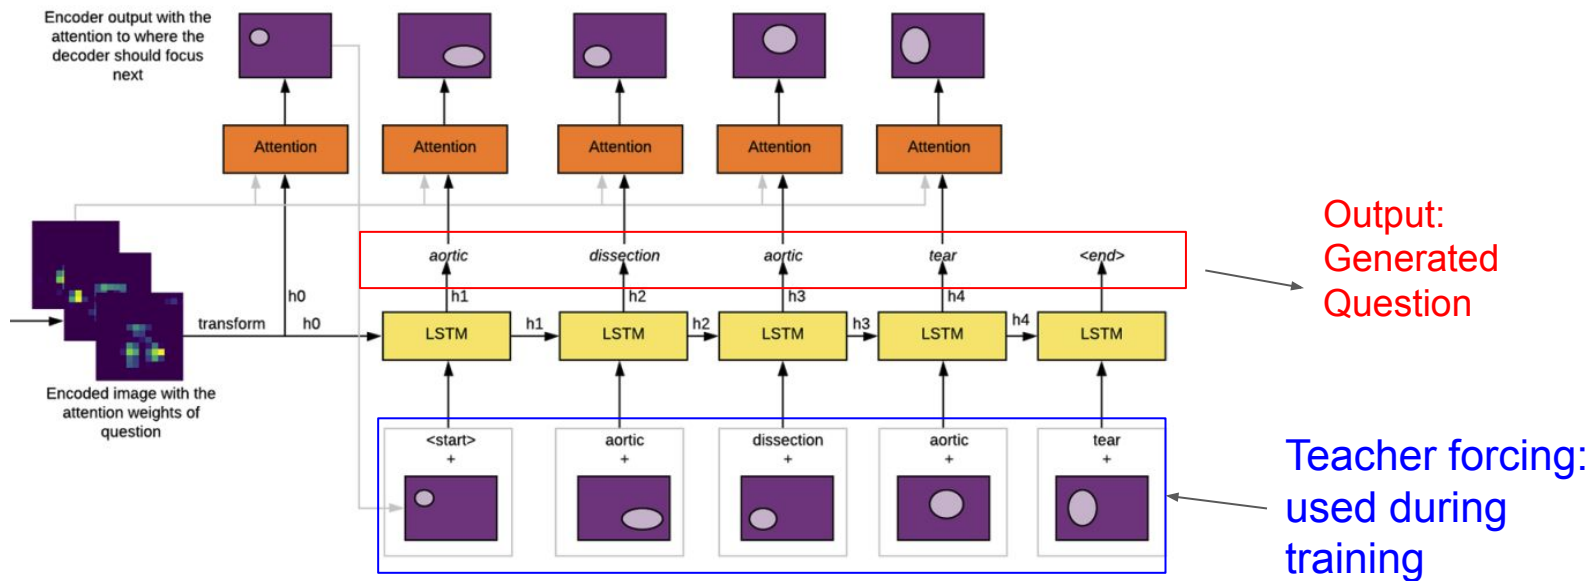 Encoder output with the
attention to where the
decoder should focus
next
Attention
Attention
Attention
Attention
Attention
aortic
dissection
aortic
tear
<end>
h0
h1
h2
h3
h4
transform
h0
LSTM
h1
LSTM
h2
LSTM
h3
LSTM
h4
LSTM
Encoded image with the
attention weights of
question
<start>
+
aortic
+
dissection
+
aortic
+
tear
+
Output:
Generated
Question
Teacher forcing:
used during
training